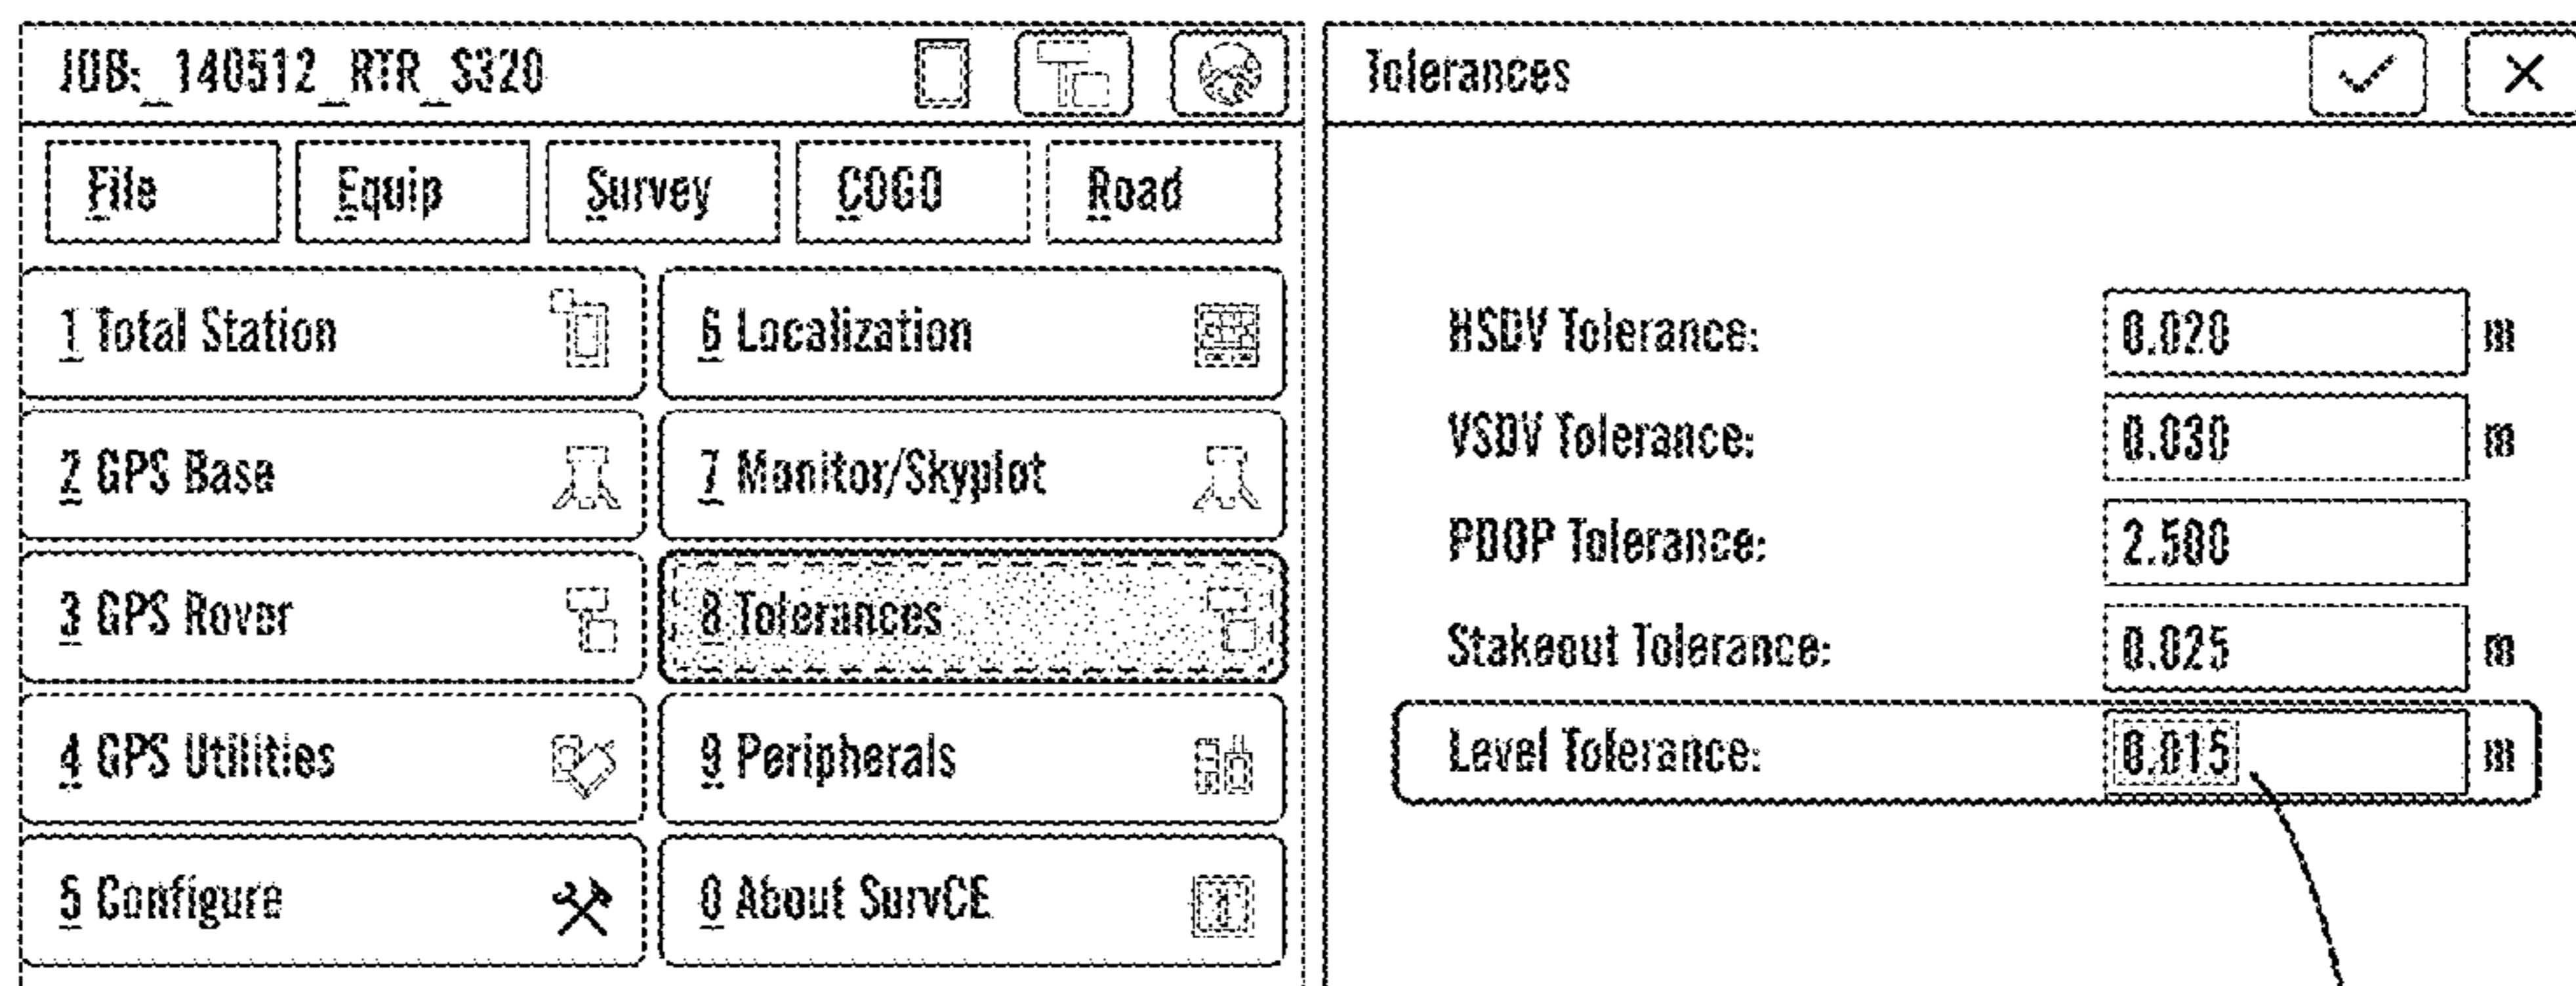 JOB:_140512_RTR_S320
File Equip Survey COGO Road
1 Total Station
6 Localization
2 GPS Base
7 Monitor/Skyplot
3 GPS Rover
8 Tolerances
4 GPS Utilities
9 Peripherals
5 Configure
0 About SurvCE
Tolerances
HSDV Tolerance: 0.020 m
VSDV Tolerance: 0.030 m
PDOP Tolerance: 2.500
Stakeout Tolerance: 0.025 m
Level Tolerance: 0.015 m